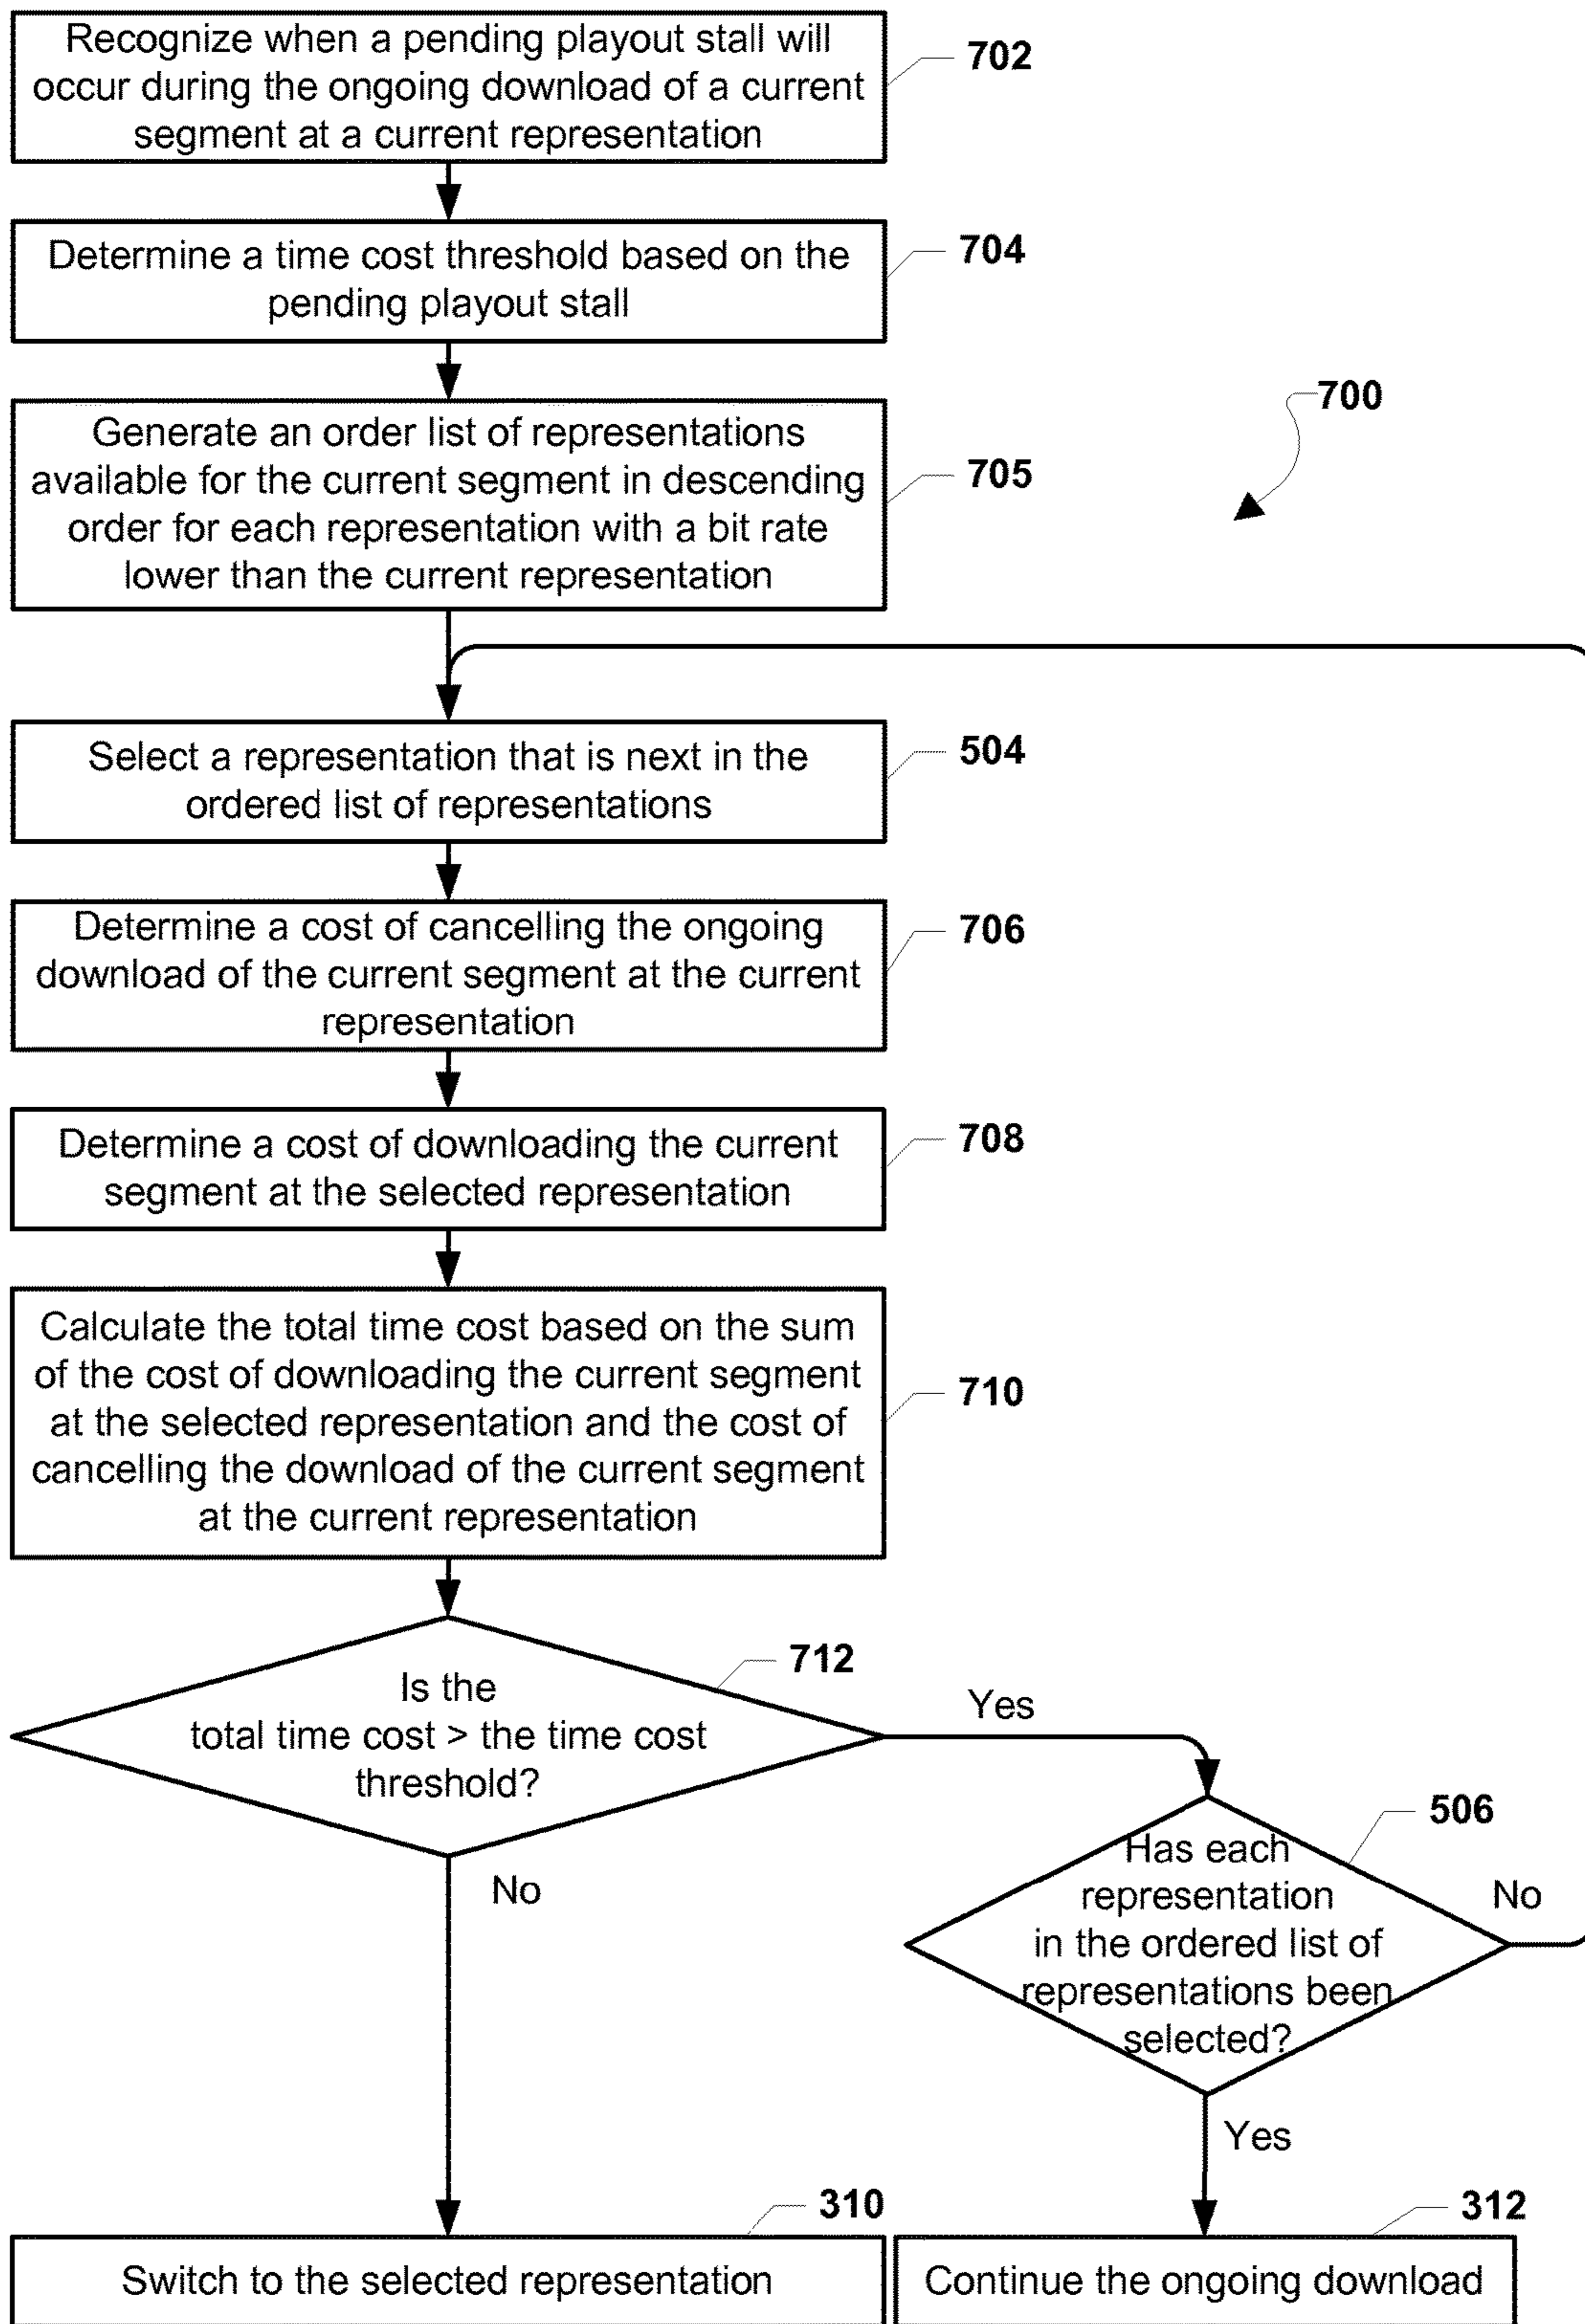 Recognize when a pending playout stall will
occur during the ongoing download of a current
segment at a current representation
702
Determine a time cost threshold based on the
pending playout stall
704
Generate an order list of representations
available for the current segment in descending
order for each representation with a bit rate
lower than the current representation
705
700
Select a representation that is next in the
ordered list of representations
504
Determine a cost of cancelling the ongoing
download of the current segment at the current
representation
706
Determine a cost of downloading the current
segment at the selected representation
708
Calculate the total time cost based on the sum
of the cost of downloading the current segment
at the selected representation and the cost of
cancelling the download of the current segment
at the current representation
710
Is the
total time cost > the time cost
threshold?
712
Yes
No
Has each
representation
in the ordered list of
representations been
selected?
506
No
Yes
Switch to the selected representation
310
Continue the ongoing download
312